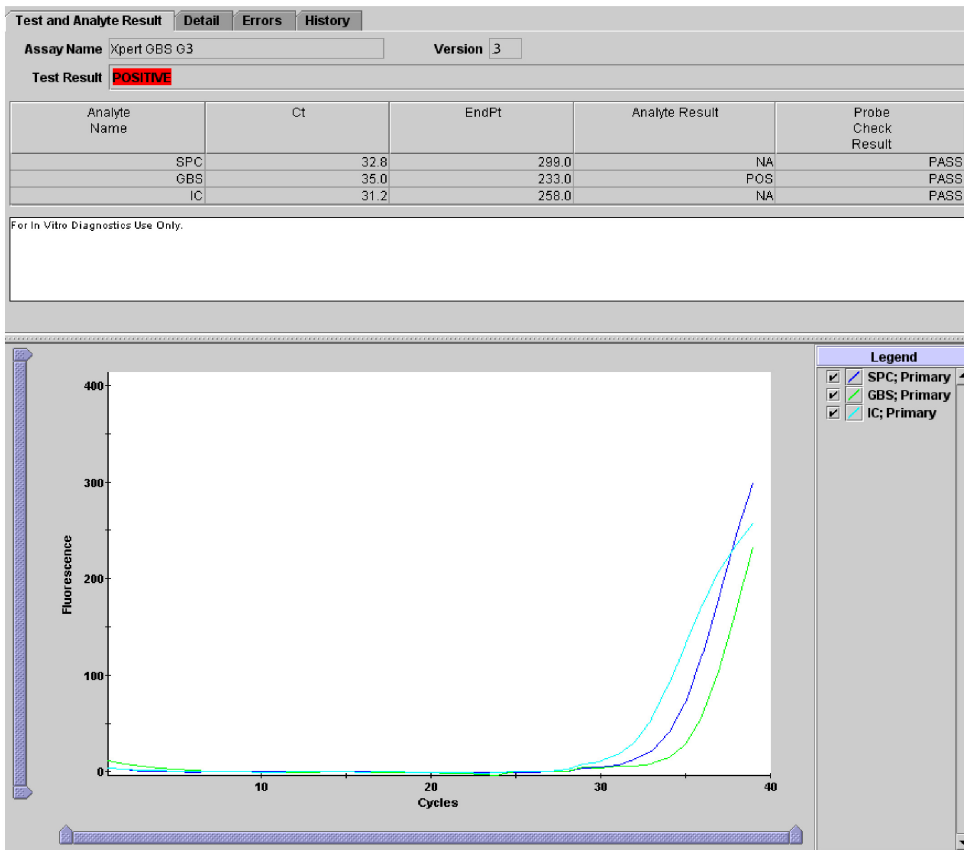 Test and Analyte Result Detail Errors History
Assay Name Xpert GBS G3 Version 3
Test Result POSITIVE
Analyte Name Ct EndPt Analyte Result Probe Check Result
SPC 32.8 299.0 NA PASS
GBS 35.0 233.0 POS PASS
IC 31.2 258.0 NA PASS
For In Vitro Diagnostics Use Only.
Legend
SPC; Primary
GBS; Primary
IC; Primary
400
300
200
100
0
Fluorescence
10 20 30 40
Cycles